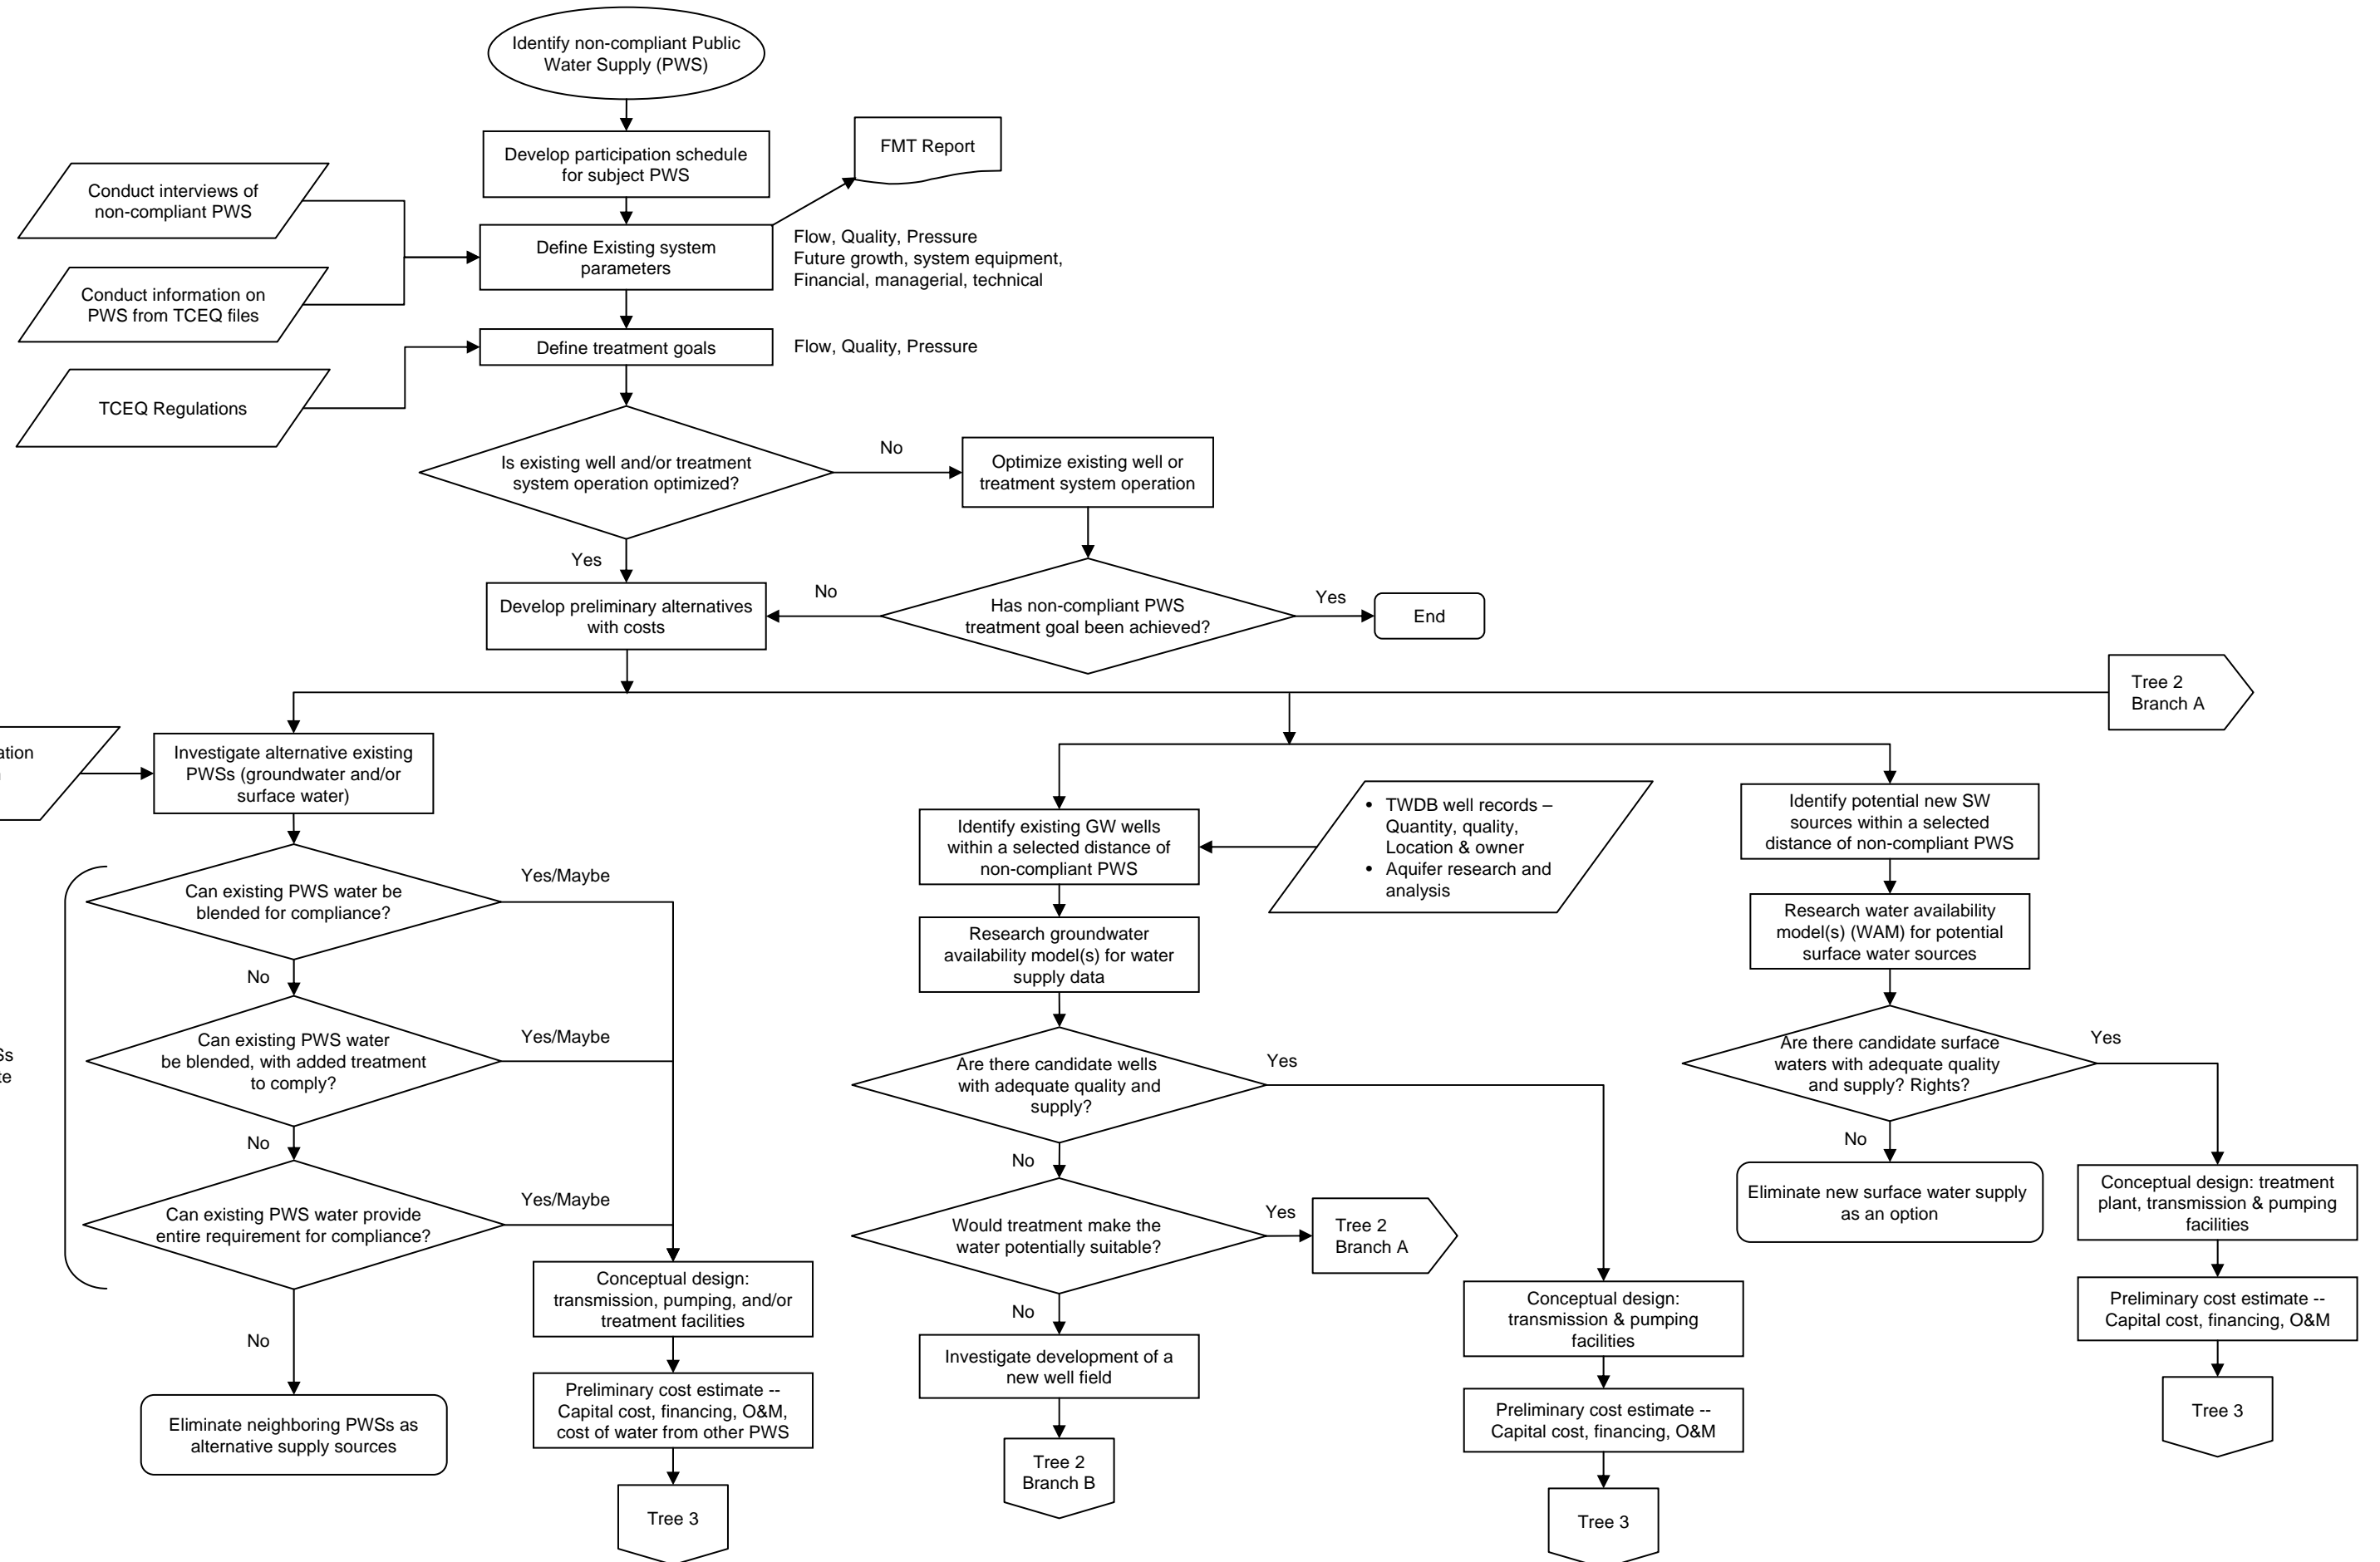 Identify non-compliant Public
Water Supply (PWS)
Develop participation schedule
for subject PWS
FMT Report
Conduct interviews of
non-compliant PWS
Define Existing system
parameters
Flow, Quality, Pressure
Future growth, system equipment,
Financial, managerial, technical
Conduct information on
PWS from TCEQ files
Define treatment goals
Flow, Quality, Pressure
TCEQ Regulations
Is existing well and/or treatment
system operation optimized?
No
Optimize existing well or
treatment system operation
Yes
Develop preliminary alternatives
with costs
No
Has non-compliant PWS
treatment goal been achieved?
Yes
End
Tree 2
Branch A
Investigate alternative existing
PWSs (groundwater and/or
surface water)
Can existing PWS water be
blended for compliance?
Yes/Maybe
No
Can existing PWS water
be blended, with added treatment
to comply?
Yes/Maybe
No
Can existing PWS water provide
entire requirement for compliance?
Yes/Maybe
No
Eliminate neighboring PWSs as
alternative supply sources
Conceptual design:
transmission, pumping, and/or
treatment facilities
Preliminary cost estimate --
Capital cost, financing, O&M,
cost of water from other PWS
Tree 3
Identify existing GW wells
within a selected distance of
non-compliant PWS
• TWDB well records –
Quantity, quality,
Location & owner
• Aquifer research and
analysis
Research groundwater
availability model(s) for water
supply data
Are there candidate wells
with adequate quality and
supply?
Yes
No
Would treatment make the
water potentially suitable?
Yes
Tree 2
Branch A
No
Investigate development of a
new well field
Tree 2
Branch B
Conceptual design:
transmission & pumping
facilities
Preliminary cost estimate --
Capital cost, financing, O&M
Tree 3
Identify potential new SW
sources within a selected
distance of non-compliant PWS
Research water availability
model(s) (WAM) for potential
surface water sources
Are there candidate surface
waters with adequate quality
and supply? Rights?
Yes
No
Eliminate new surface water supply
as an option
Conceptual design: treatment
plant, transmission & pumping
facilities
Preliminary cost estimate --
Capital cost, financing, O&M
Tree 3